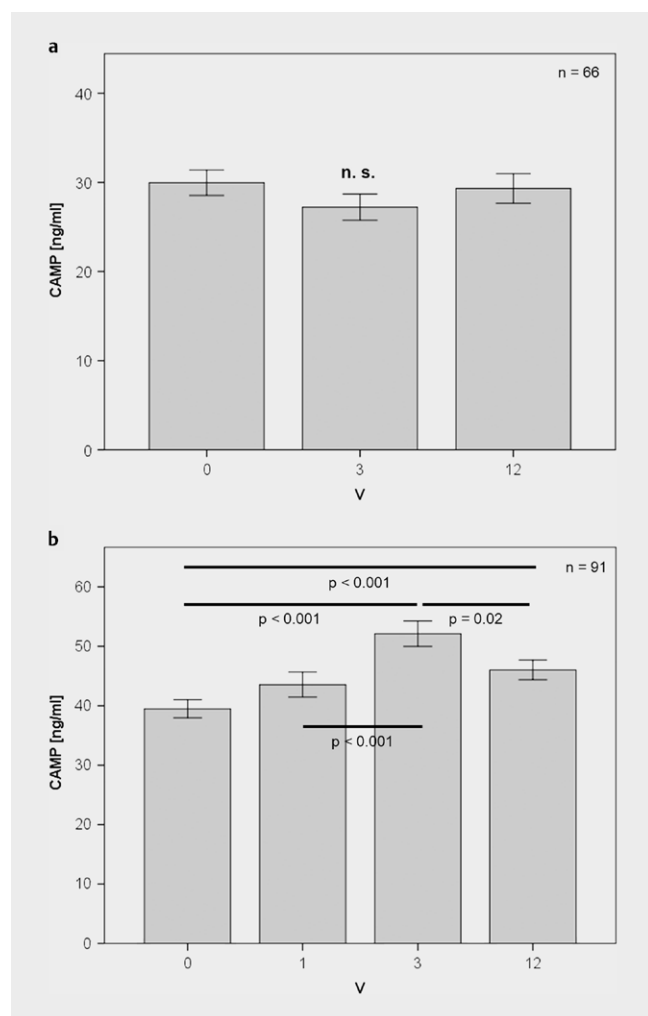 a
n = 66
40
n. s.
30
20
10
0
CAMP [ng/ml]
0 3 12
V
b
n = 91
60
p < 0.001
p < 0.001 p = 0.02
50
40
p < 0.001
30
20
10
0
CAMP [ng/ml]
0 1 3 12
V